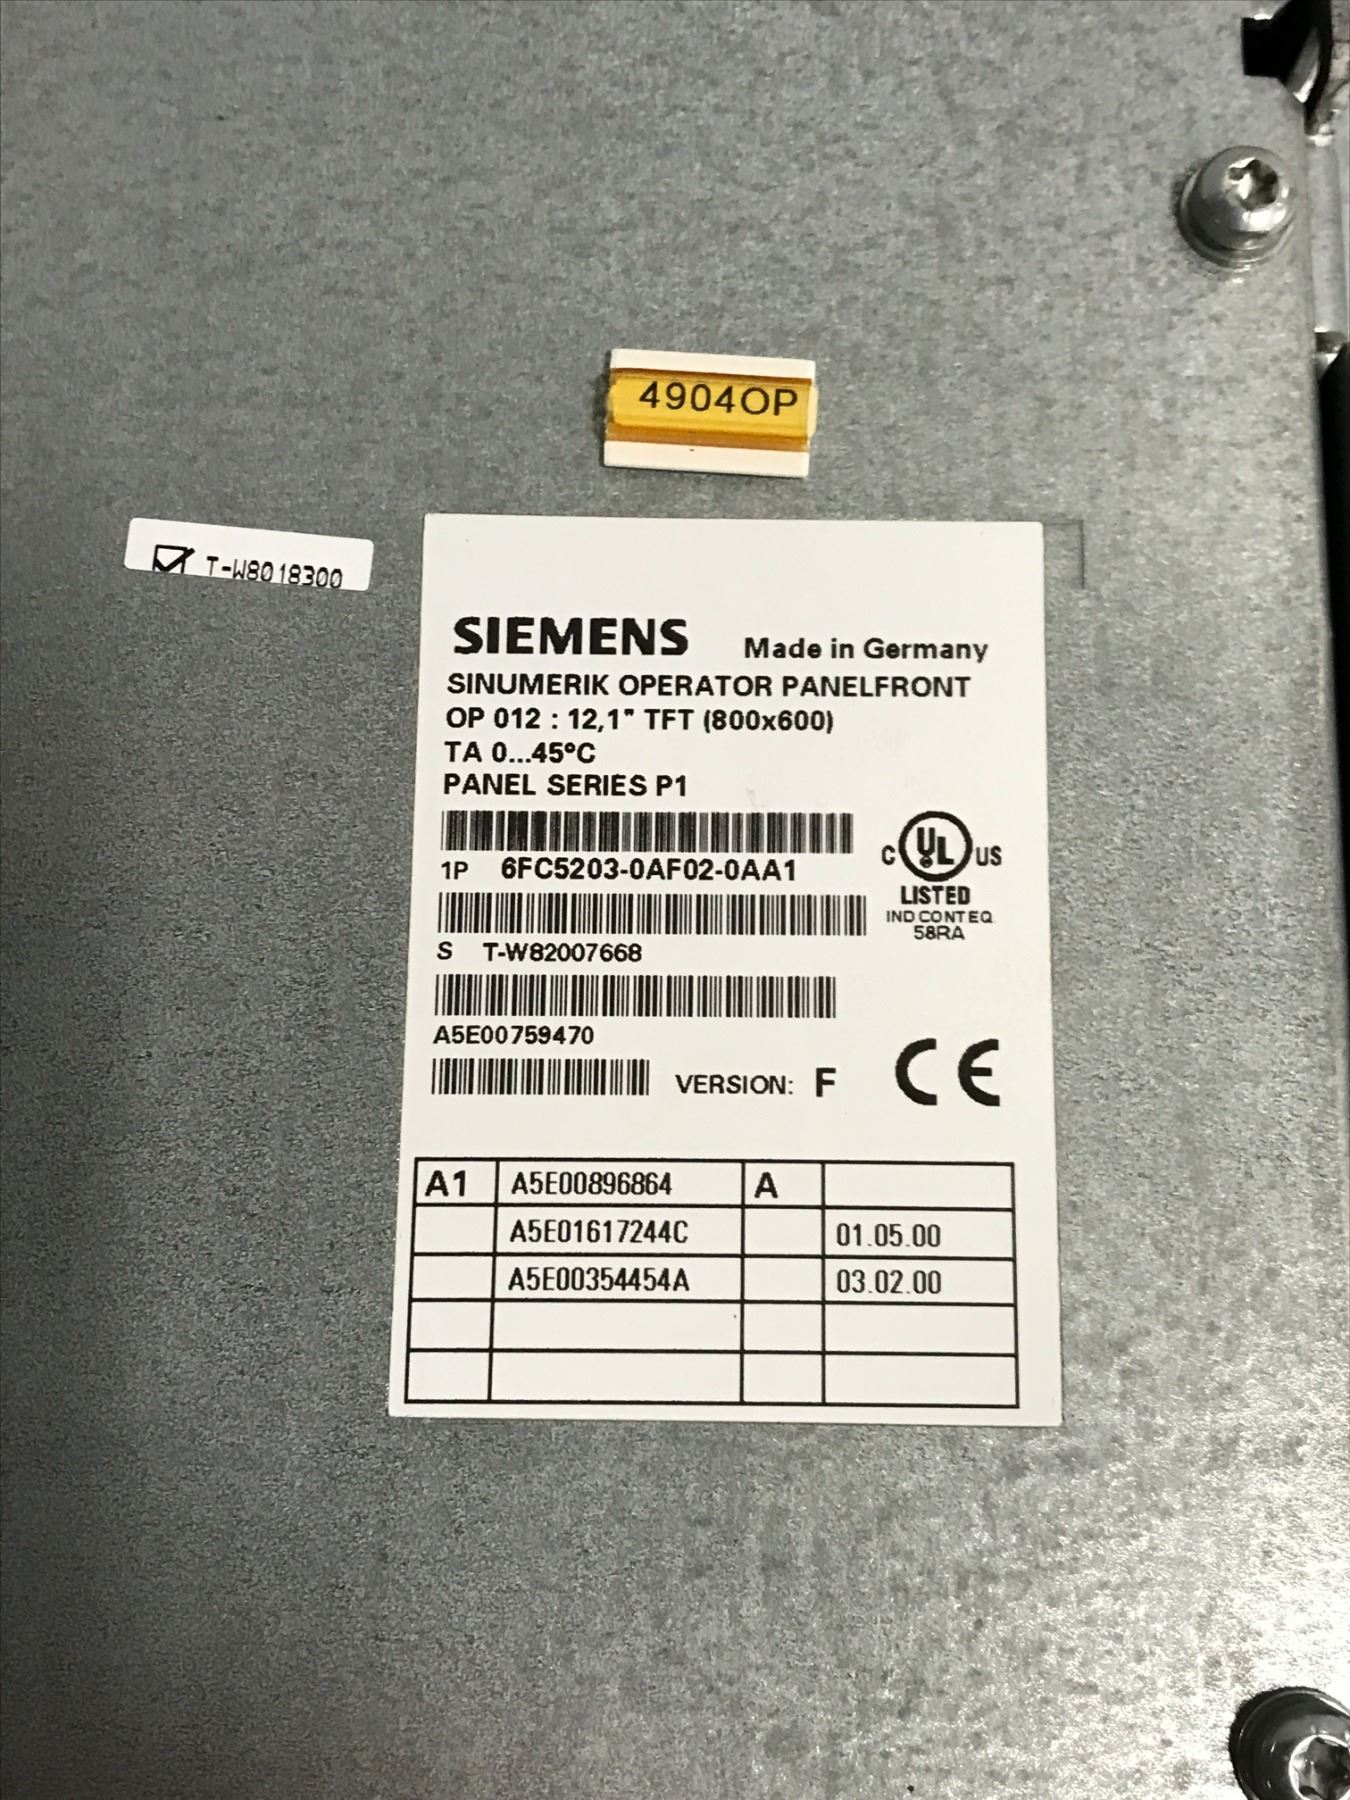 4904OP
T-W8018300
SIEMENS Made in Germany
SINUMERIK OPERATOR PANELFRONT
OP 012 : 12,1" TFT (800x600)
TA 0...45°C
PANEL SERIES P1
1P 6FC5203-0AF02-0AA1
C UL US
LISTED
IND CONT EQ
58RA
S T-W82007668
A5E00759470
VERSION: F CE
A1 A5E00896864 A
A5E01617244C 01.05.00
A5E00354454A 03.02.00